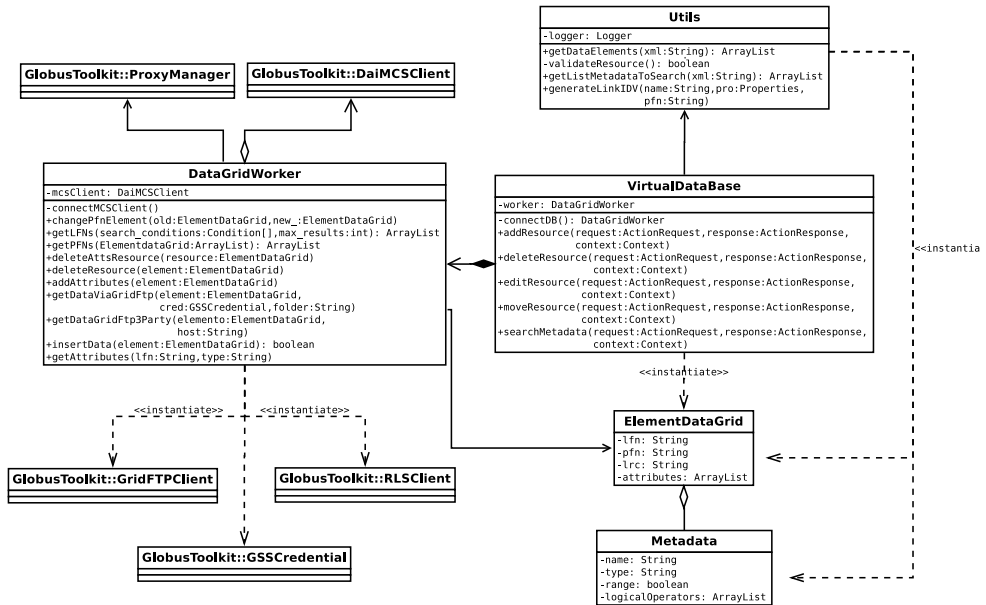 Utils
-logger: Logger
+getDataElements(xml:String): ArrayList
-validateResource(): boolean
+getListMetadataToSearch(xml:String): ArrayList
+generateLinkIDV(name:String,pro:Properties,
pfn:String)
GlobusToolkit::ProxyManager
GlobusToolkit::DaiMCSClient
DataGridWorker
-mcsClient: DaiMCSClient
-connectMCSClient()
+changePfnElement(old:ElementDataGrid,new_:ElementDataGrid)
+getLFNs(search_conditions:Condition[],max_results:int): ArrayList
+getPFNs(ElementdataGrid:ArrayList): ArrayList
+deleteAttsResource(resource:ElementDataGrid)
+deleteResource(element:ElementDataGrid)
+addAttributes(element:ElementDataGrid)
+getDataViaGridFtp(element:ElementDataGrid,
cred:GSSCredential,folder:String)
+getDataGridFtp3Party(elemento:ElementDataGrid,
host:String)
+insertData(element:ElementDataGrid): boolean
+getAttributes(lfn:String,type:String)
VirtualDataBase
-worker: DataGridWorker
-connectDB(): DataGridWorker
+addResource(request:ActionRequest,response:ActionResponse,
context:Context)
+deleteResource(request:ActionRequest,response:ActionResponse,
context:Context)
+editResource(request:ActionRequest,response:ActionResponse,
context:Context)
+moveResource(request:ActionRequest,response:ActionResponse,
context:Context)
+searchMetadata(request:ActionRequest,response:ActionResponse,
context:Context)
<<instantia
<<instantiate>>
<<instantiate>>
<<instantiate>>
ElementDataGrid
-lfn: String
-pfn: String
-lrc: String
-attributes: ArrayList
GlobusToolkit::GridFTPClient
GlobusToolkit::RLSClient
GlobusToolkit::GSSCredential
Metadata
-name: String
-type: String
-range: boolean
-logicalOperators: ArrayList